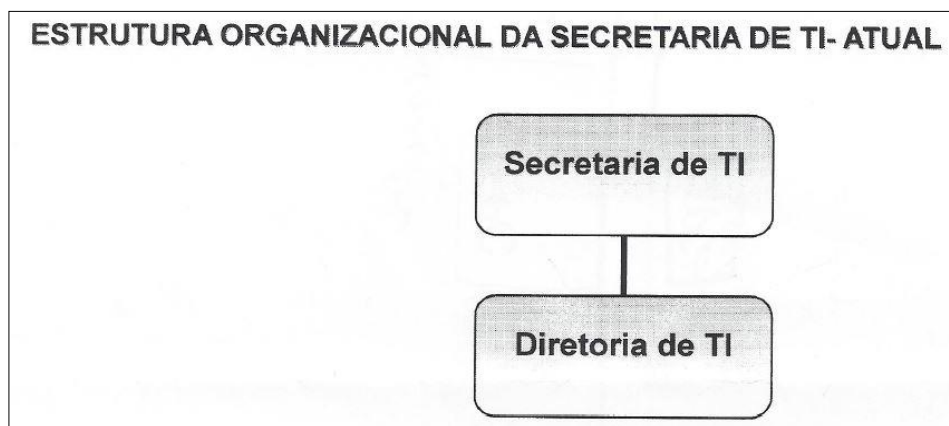 ESTRUTURA ORGANIZACIONAL DA SECRETARIA DE TI- ATUAL
Secretaria de TI
Diretoria de TI